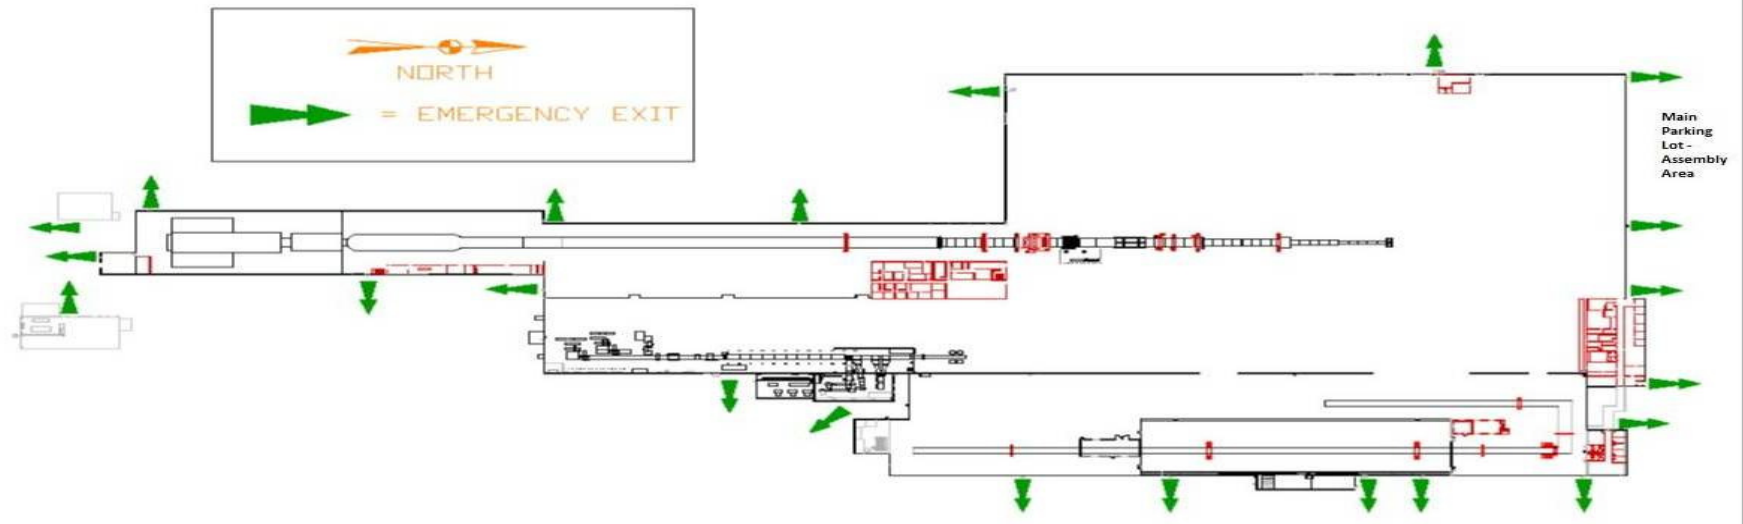 NORTH
= EMERGENCY EXIT
Main
Parking
Lot -
Assembly
Area